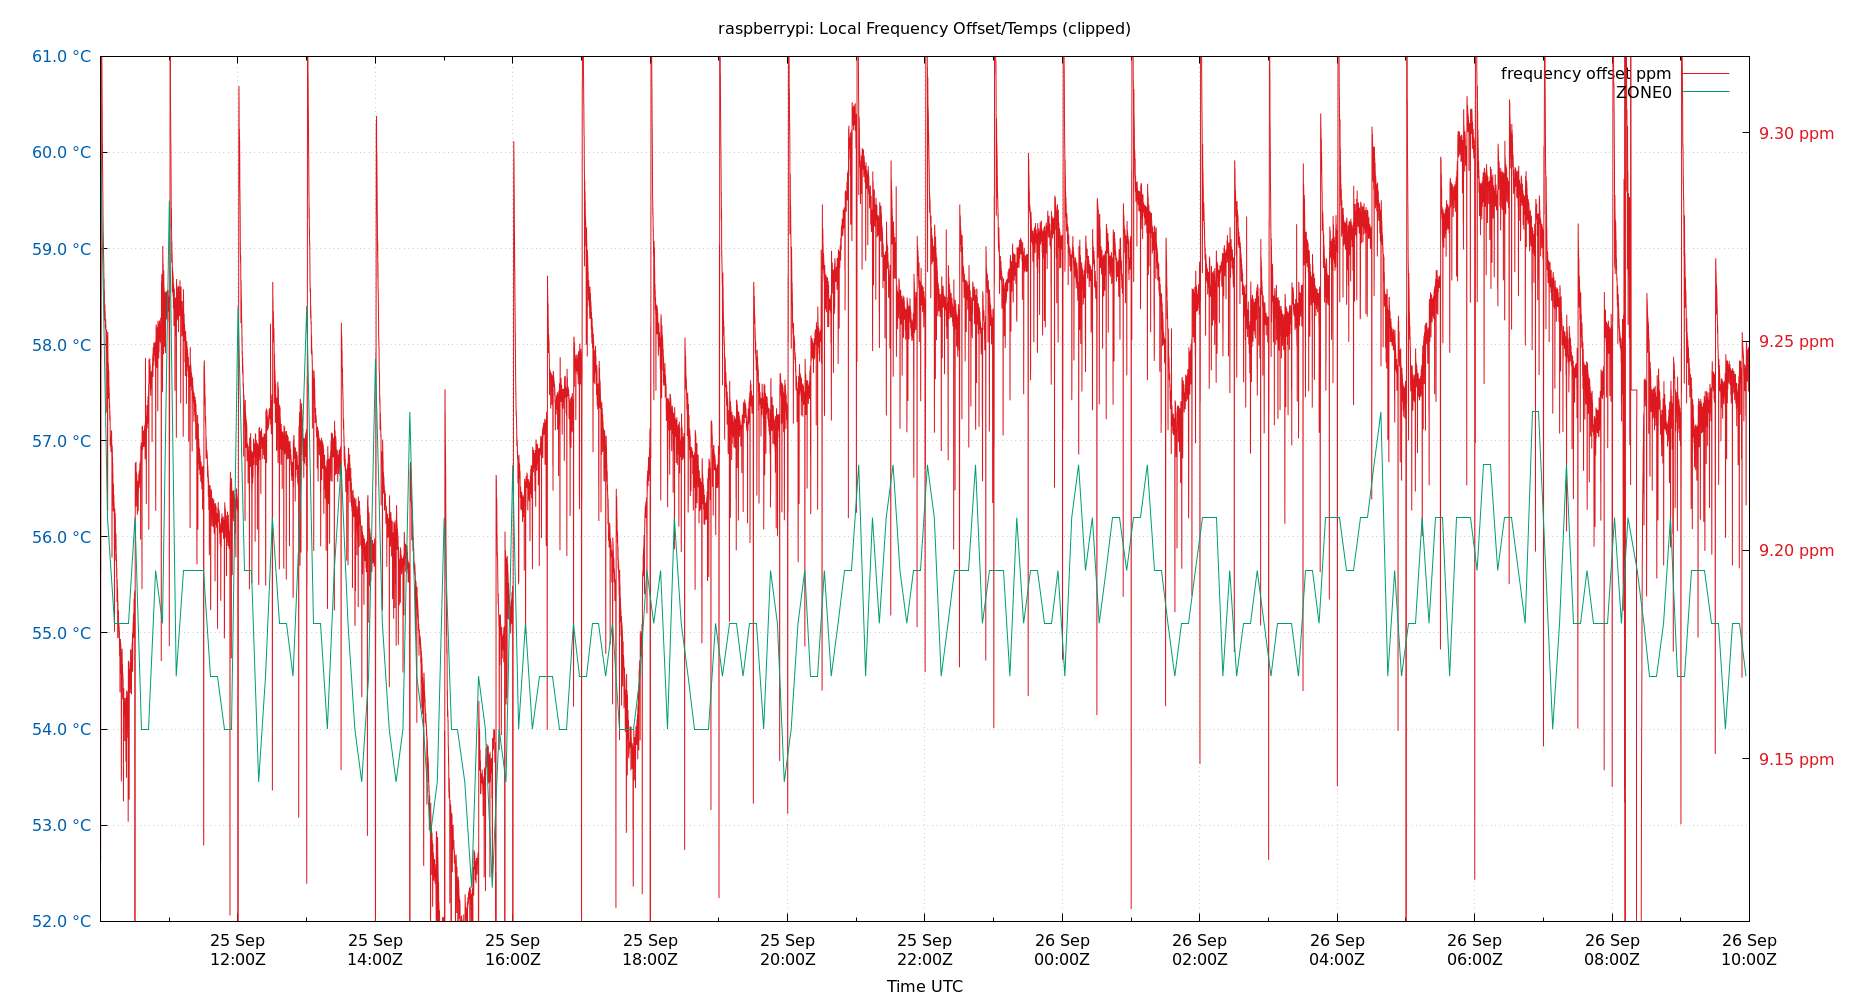 raspberrypi: Local Frequency Offset/Temps (clipped)
61.0 °C
60.0 °C
59.0 °C
58.0 °C
57.0 °C
56.0 °C
55.0 °C
54.0 °C
53.0 °C
52.0 °C
frequency offset ppm
ZONE0
9.30 ppm
9.25 ppm
9.20 ppm
9.15 ppm
25 Sep 25 Sep 25 Sep 25 Sep 25 Sep 25 Sep 26 Sep 26 Sep 26 Sep 26 Sep 26 Sep 26 Sep
12:00Z 14:00Z 16:00Z 18:00Z 20:00Z 22:00Z 00:00Z 02:00Z 04:00Z 06:00Z 08:00Z 10:00Z
Time UTC